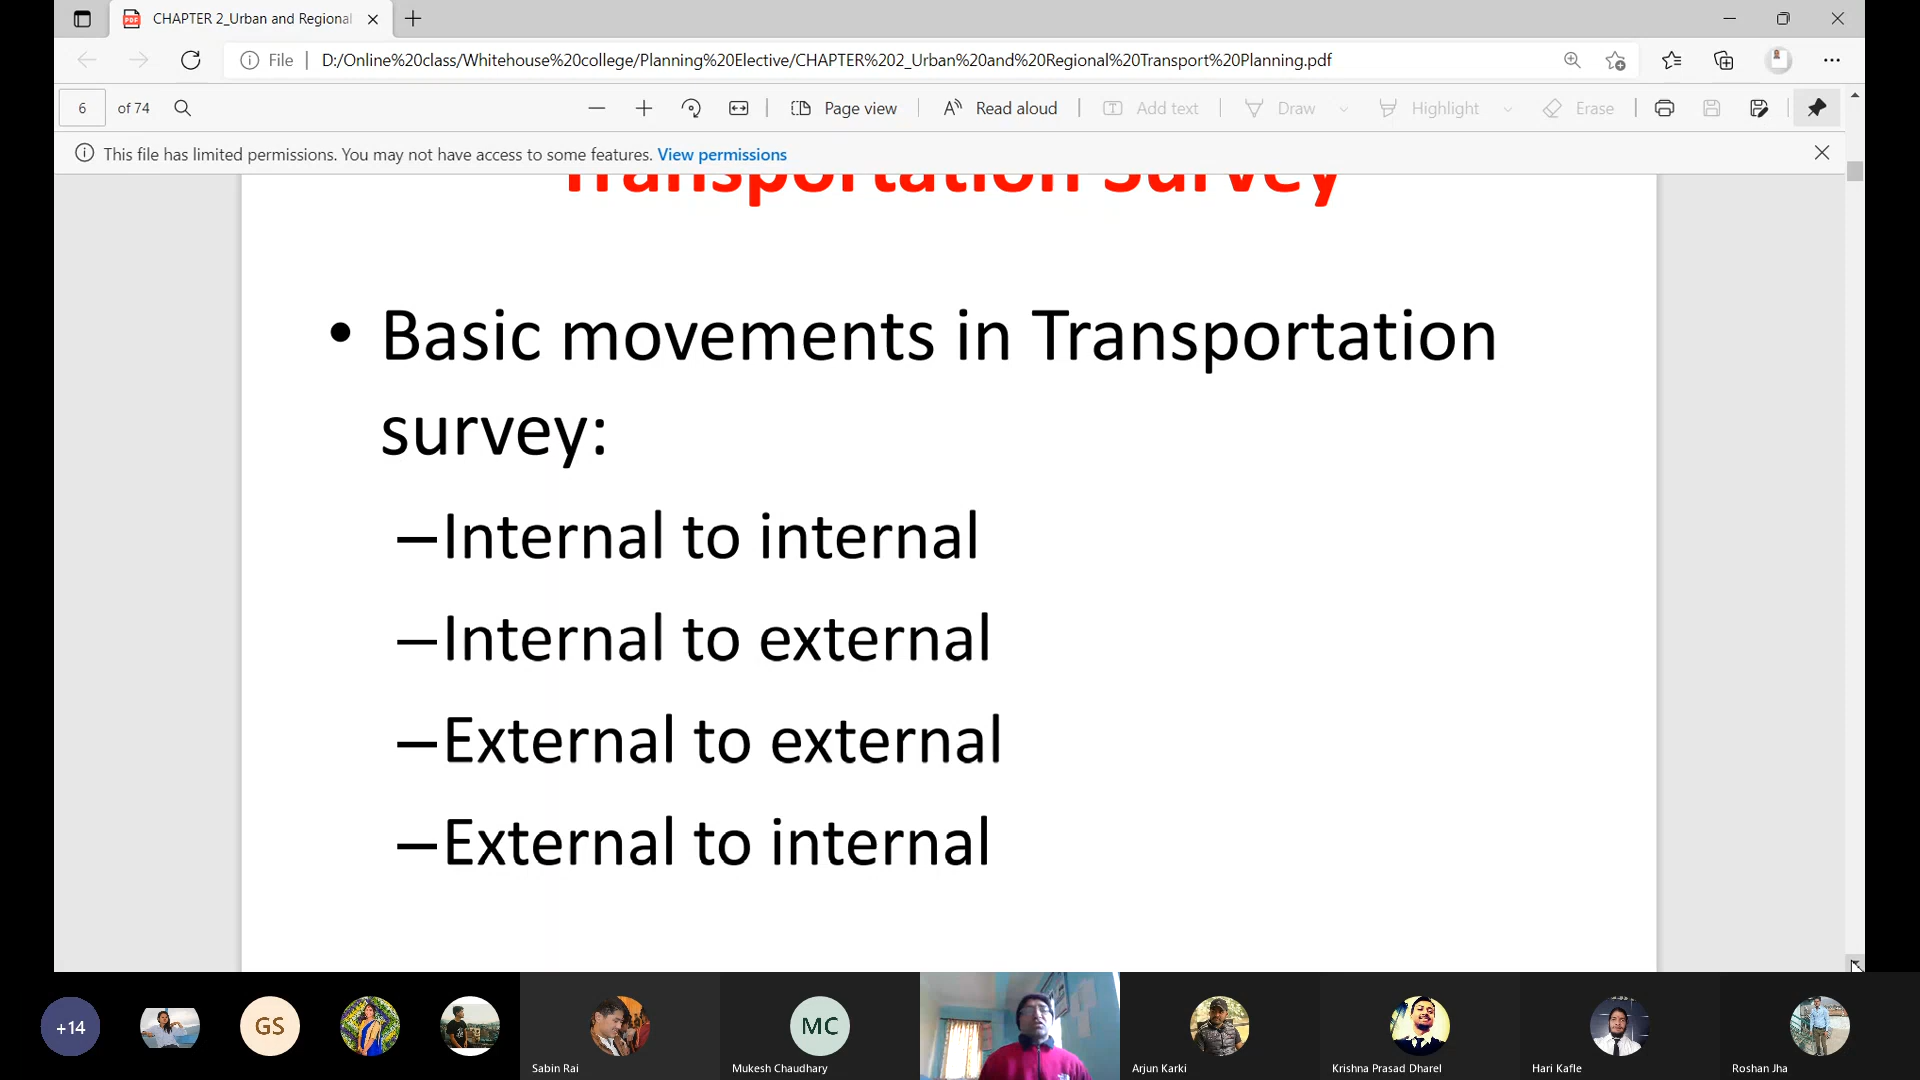 CHAPTER 2_Urban and Regional
File
D:/Online%20class/Whitehouse%20college/Planning%20Elective/CHAPTER%202_Urban%20and%20Regional%20Transport%20Planning.pdf
6 of 74
Page view
Read aloud
Add text
Draw
Highlight
Erase
This file has limited permissions. You may not have access to some features. View permissions
Transportation Survey
• Basic movements in Transportation
survey:
–Internal to internal
–Internal to external
–External to external
–External to internal
+14
GS
MC
Sabin Rai
Mukesh Chaudhary
Arjun Karki
Krishna Prasad Dharel
Hari Kafle
Roshan Jha